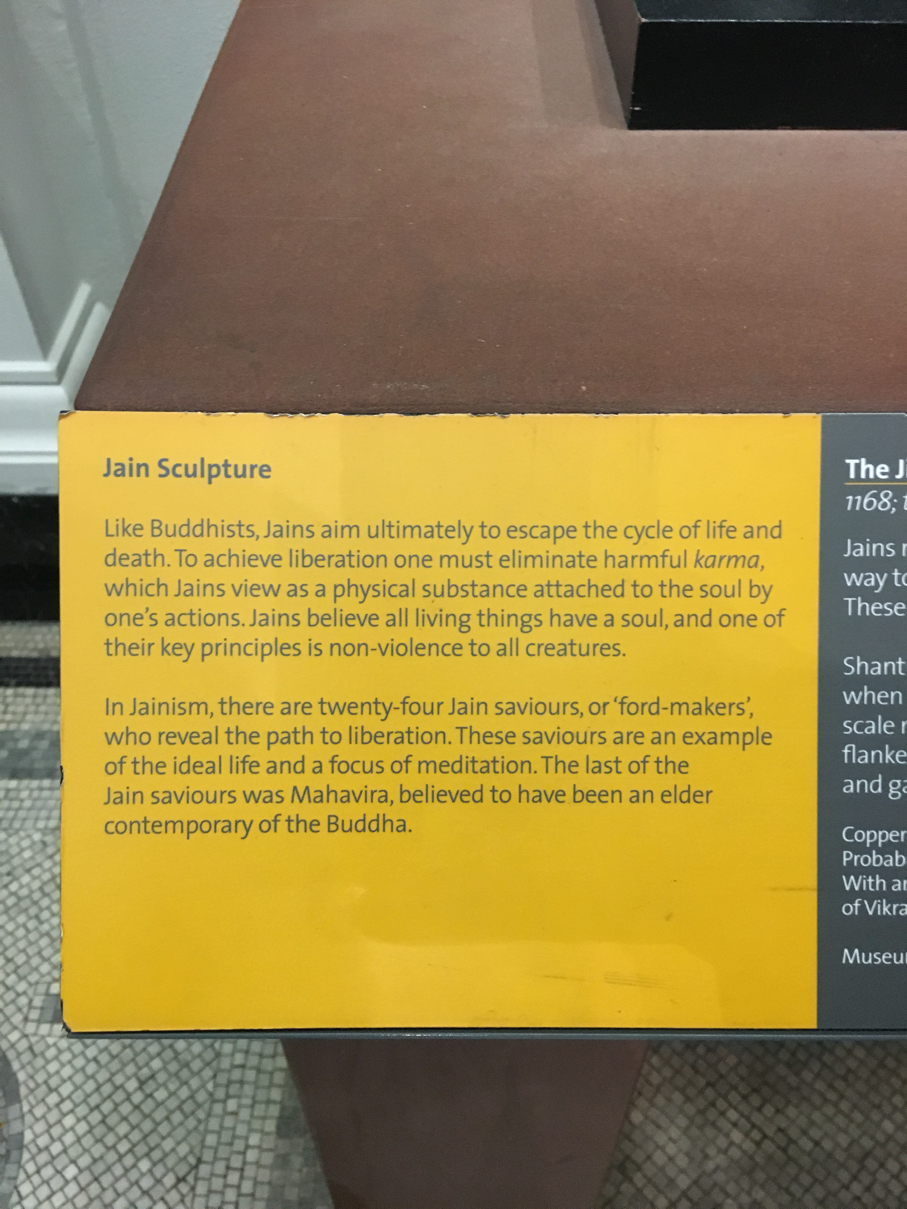 Jain Sculpture
Like Buddhists, Jains aim ultimately to escape the cycle of life and
death. To achieve liberation one must eliminate harmful karma,
which Jains view as a physical substance attached to the soul by
one's actions. Jains believe all living things have a soul, and one of
their key principles is non-violence to all creatures.
In Jainism, there are twenty-four Jain saviours, or 'ford-makers',
who reveal the path to liberation. These saviours are an example
of the ideal life and a focus of meditation. The last of the
Jain saviours was Mahavira, believed to have been an elder
contemporary of the Buddha.
The
1168;
Jains
way
These
when
scale
and
Copper
With
of